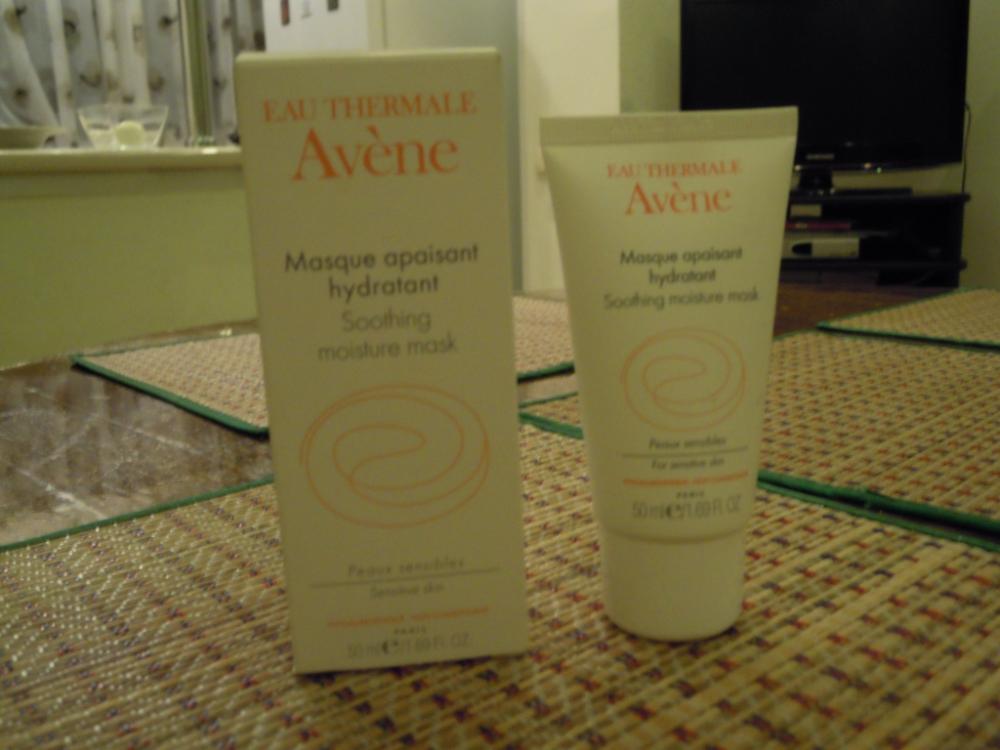 EAU THERMALE
Avène
Masque apaisant
hydratant
Soothing
moisture mask
Peaux sensibles
Sensitive skin
PARIS
50 ml e/1.69 FL.OZ.
EAU THERMALE
Avène
Masque apaisant
hydratant
Soothing moisture mask
Peaux sensibles
For sensitive skin
PARIS
50 ml e/1.69 FL.OZ.